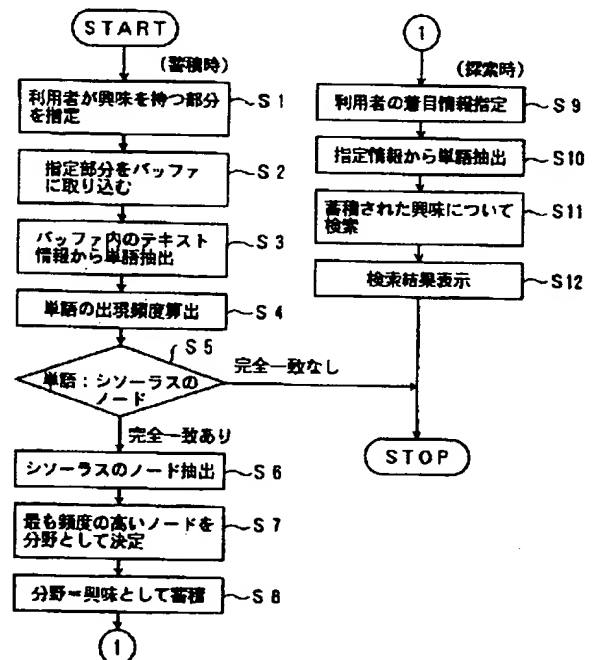 START
(蓄積時)
利用者が興味を持つ部分
を指定
S1
指定部分をバッファ
に取り込む
S2
バッファ内のテキスト
情報から単語抽出
S3
単語の出現頻度算出
S4
S5
単語：シソーラスの
ノード
完全一致なし
完全一致あり
シソーラスのノード抽出
S6
最も頻度の高いノードを
分野として決定
S7
分野＝興味として蓄積
S8
1
1
(探索時)
利用者の着目情報指定
S9
指定情報から単語抽出
S10
蓄積された興味について
検索
S11
検索結果表示
S12
STOP